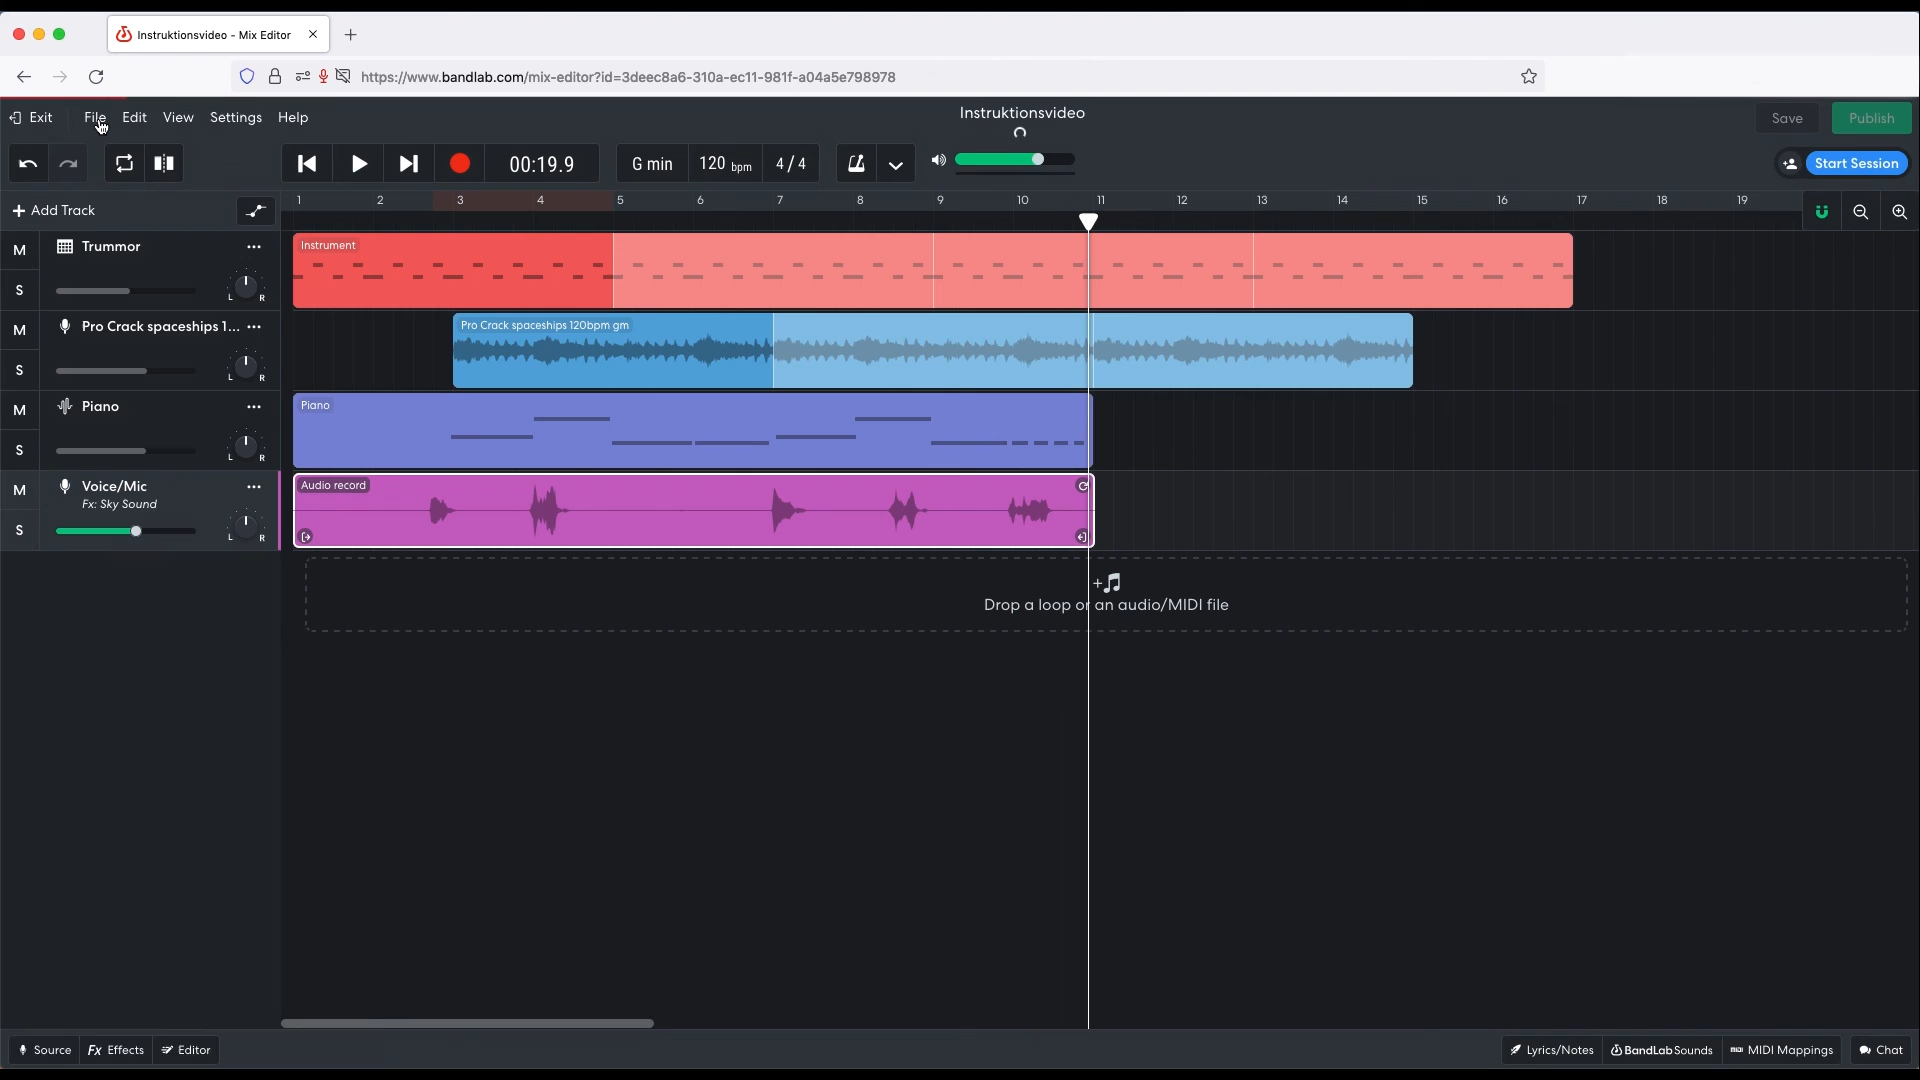 Instruktionsvideo - Mix Editor
https://www.bandlab.com/mix-editor?id=3deec8a6-310a-ec11-981f-a04a5e798978
Exit File Edit View Settings Help
Instruktionsvideo
Save Publish
00:19.9 G min 120 bpm 4/4
Start Session
+ Add Track
1 2 3 4 5 6 7 8 9 10 11 12 13 14 15 16 17 18 19
M Trummor
S L R
Instrument
M Pro Crack spaceships 1...
S L R
Pro Crack spaceships 120bpm gm
M Piano
S L R
Piano
M Voice/Mic
Fx: Sky Sound
S L R
Audio record
Drop a loop or an audio/MIDI file
Source Fx Effects Editor
Lyrics/Notes BandLab Sounds MIDI MIDI Mappings Chat